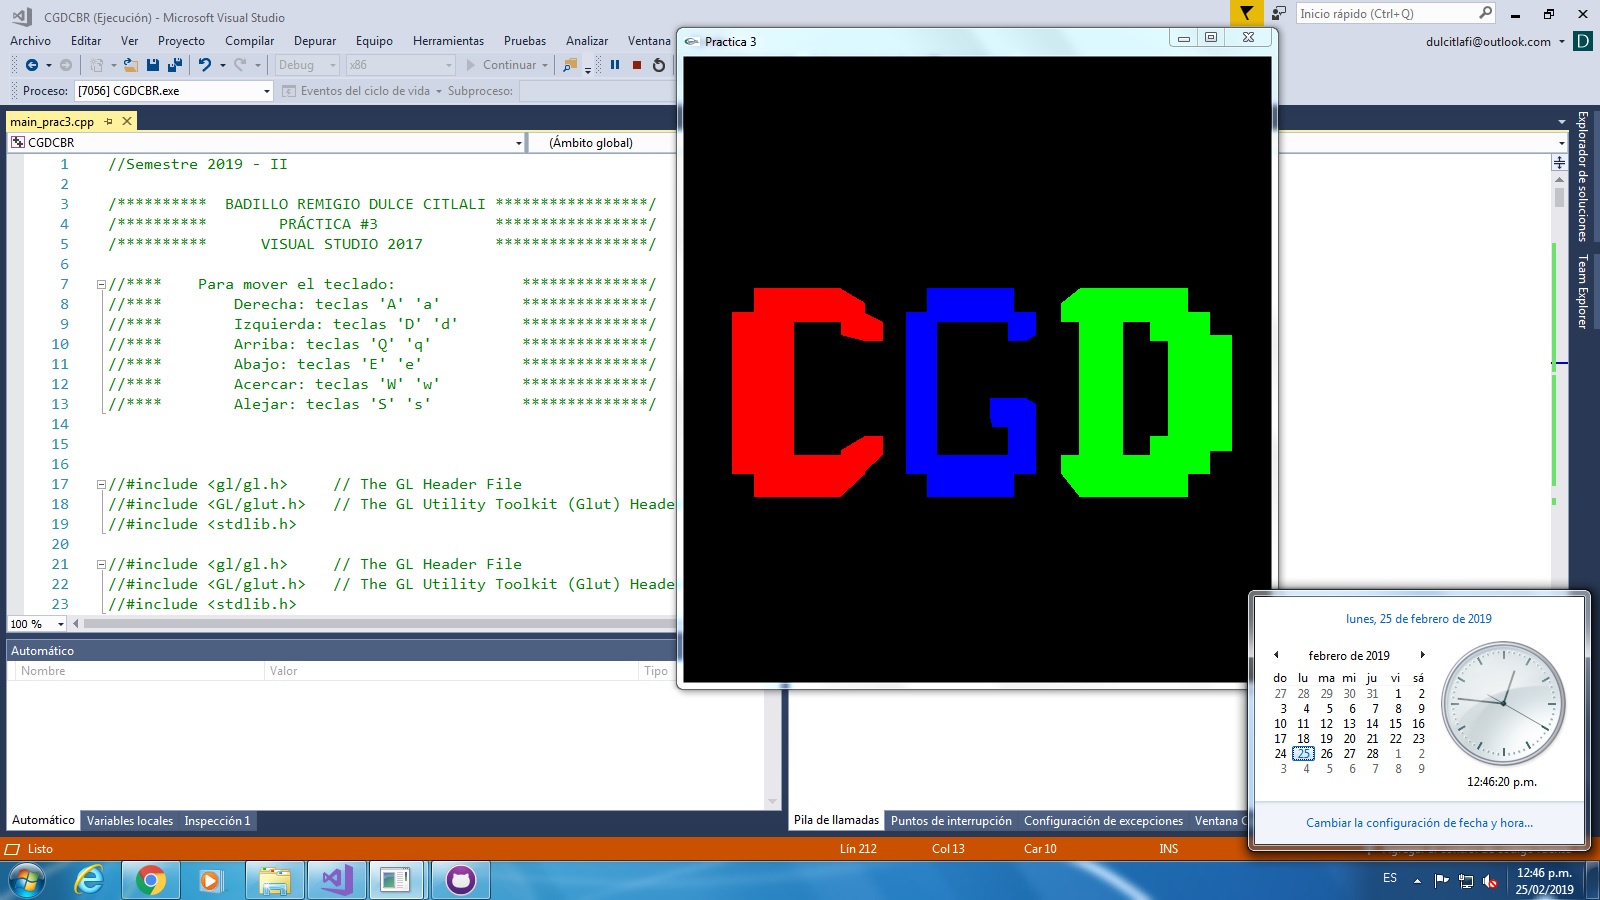 CGDCBR (Ejecución) - Microsoft Visual Studio
Inicio rápido (Ctrl+Q)
Archivo Editar Ver Proyecto Compilar Depurar Equipo Herramientas Pruebas Analizar Ventana
dulcitlafi@outlook.com D
Debug x86 Continuar
Proceso: [7056] CGDCBR.exe Eventos del ciclo de vida Subproceso:
main_prac3.cpp
CGDCBR (Ámbito global)
1 //Semestre 2019 - II
2
3 /********** BADILLO REMIGIO DULCE CITLALI *****************/
4 /********** PRÁCTICA #3 *****************/
5 /********** VISUAL STUDIO 2017 *****************/
6
7 //**** Para mover el teclado: **************/
8 //**** Derecha: teclas 'A' 'a' **************/
9 //**** Izquierda: teclas 'D' 'd' **************/
10 //**** Arriba: teclas 'Q' 'q' **************/
11 //**** Abajo: teclas 'E' 'e' **************/
12 //**** Acercar: teclas 'W' 'w' **************/
13 //**** Alejar: teclas 'S' 's' **************/
14
15
16
17 //#include <gl/gl.h> // The GL Header File
18 //#include <GL/glut.h> // The GL Utility Toolkit (Glut) Heade
19 //#include <stdlib.h>
20
21 //#include <gl/gl.h> // The GL Header File
22 //#include <GL/glut.h> // The GL Utility Toolkit (Glut) Heade
23 //#include <stdlib.h>
100 %
Practica 3
CGD
Explorador de soluciones
Team Explorer
Automático
Nombre Valor Tipo
Automático Variables locales Inspección 1
Pila de llamadas Puntos de interrupción Configuración de excepciones Ventana C
Listo Lín 212 Col 13 Car 10 INS
lunes, 25 de febrero de 2019
febrero de 2019
do lu ma mi ju vi sá
27 28 29 30 31 1 2
3 4 5 6 7 8 9
10 11 12 13 14 15 16
17 18 19 20 21 22 23
24 25 26 27 28 1 2
3 4 5 6 7 8 9
12:46:20 p.m.
Cambiar la configuración de fecha y hora...
ES 12:46 p.m.
25/02/2019